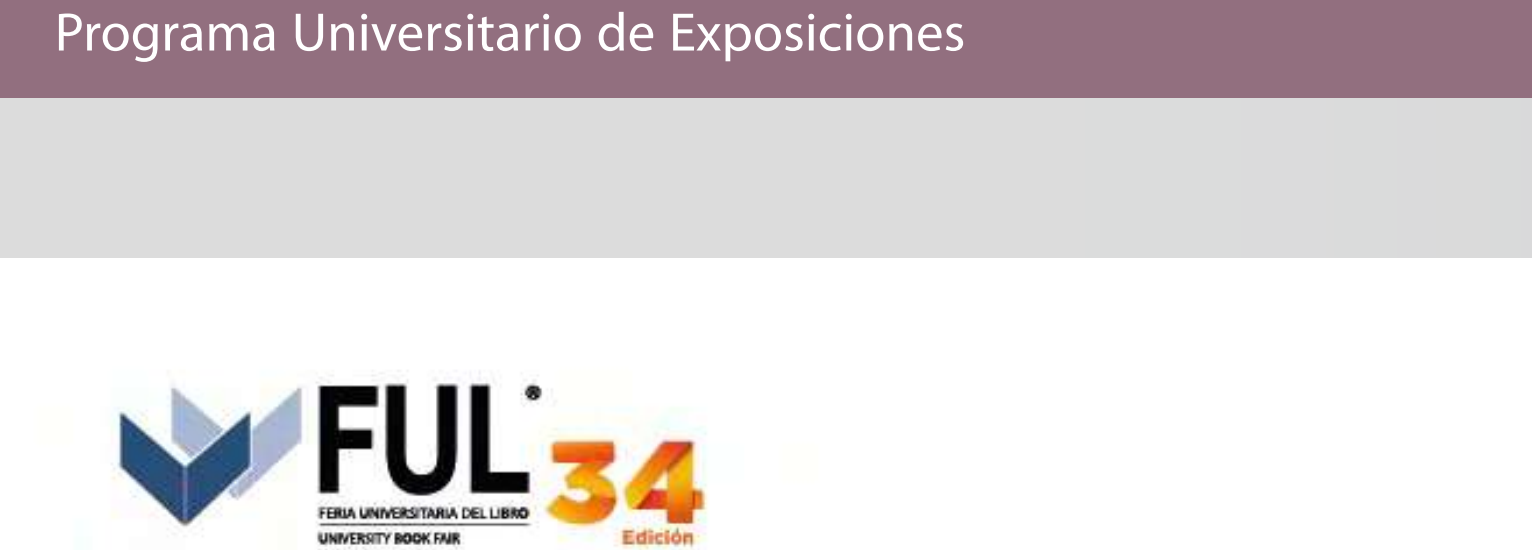 Programa Universitario de Exposiciones
FUL®
34
FERIA UNIVERSITARIA DEL LIBRO
UNIVERSITY BOOK FAIR
Edición